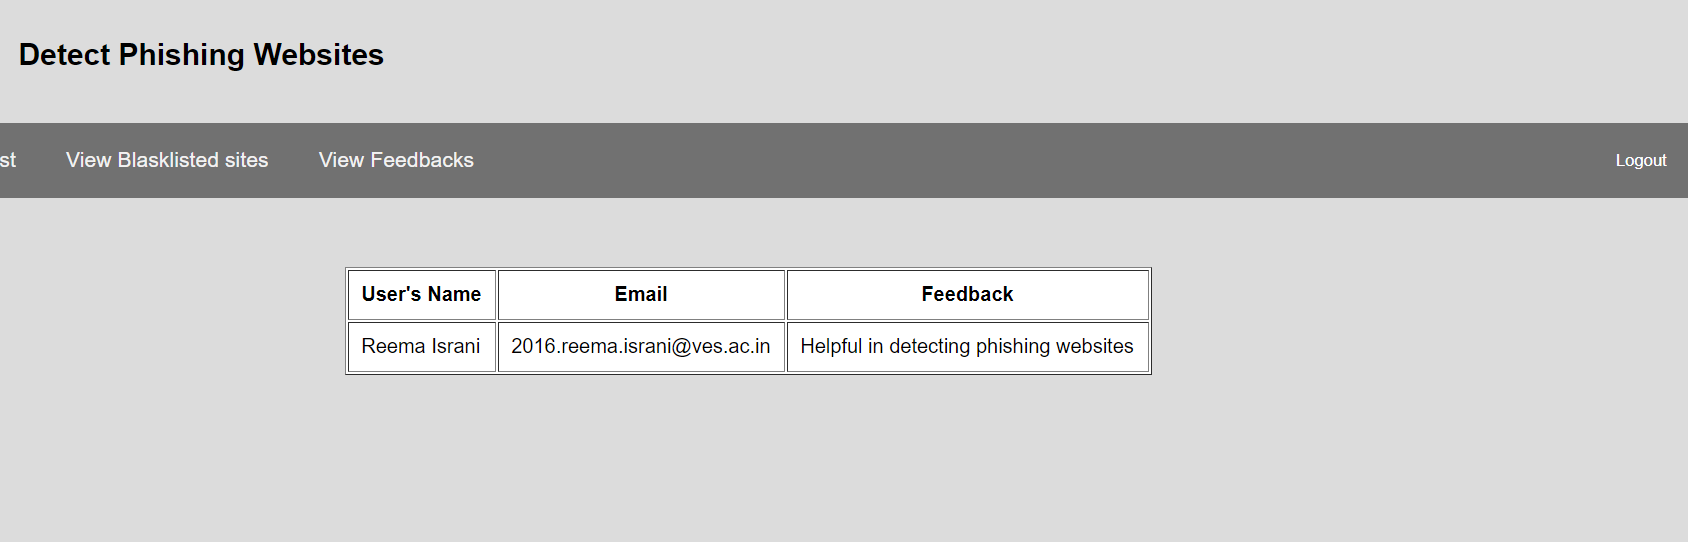 Detect Phishing Websites
st View Blasklisted sites View Feedbacks Logout
User's Name Email Feedback
Reema Israni 2016.reema.israni@ves.ac.in Helpful in detecting phishing websites